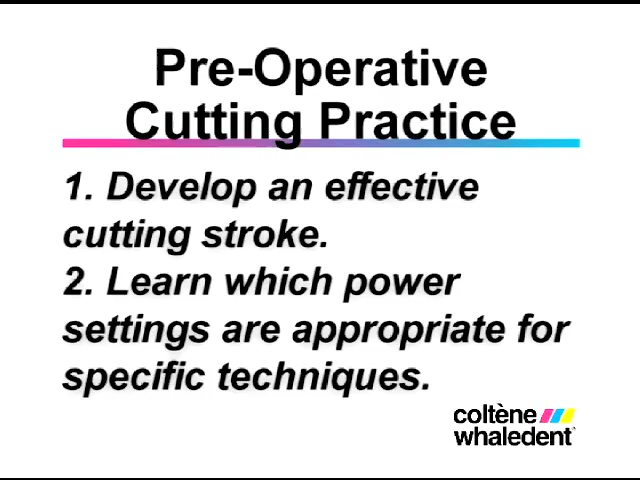 Pre-Operative
Cutting Practice
1. Develop an effective
cutting stroke.
2. Learn which power
settings are appropriate for
specific techniques.
coltène
whaledent